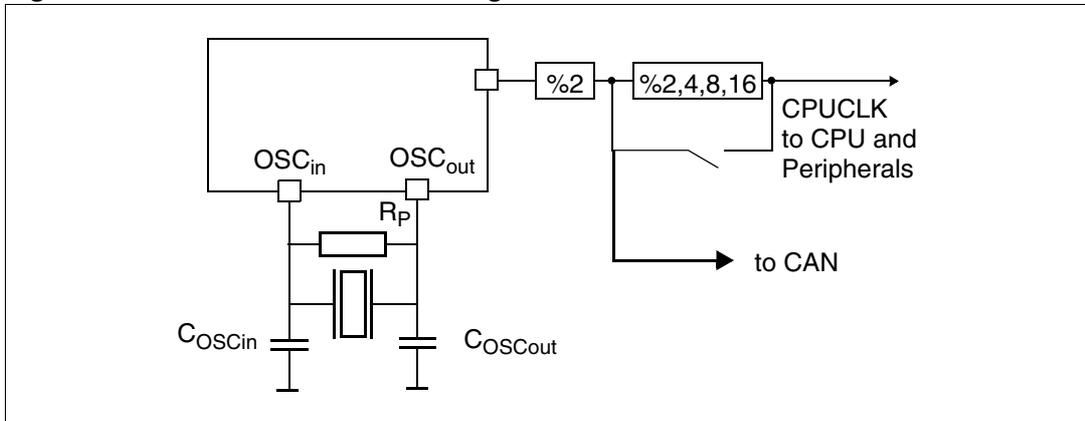 %2
%2,4,8,16
CPUCLK
to CPU and
Peripherals
OSCin
OSCout
RP
to CAN
COSCin
COSCout